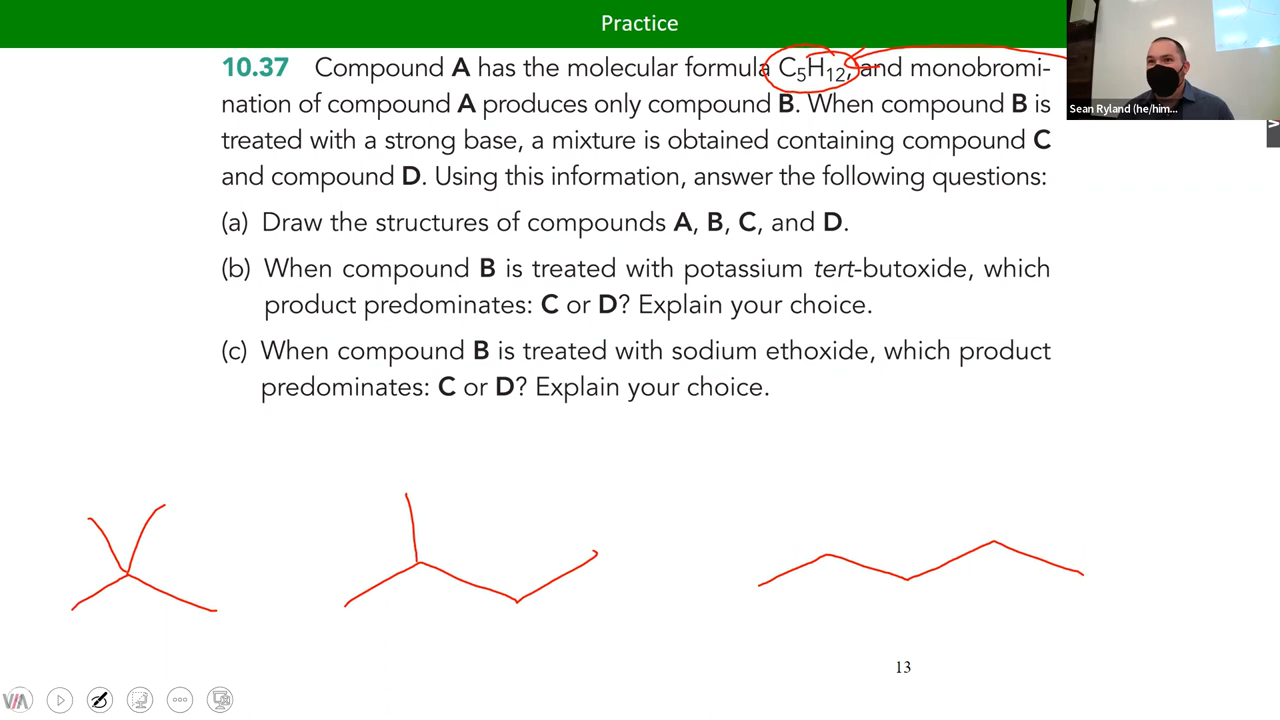 Practice
10.37 Compound A has the molecular formula C₅H₁₂, and monobromi-
nation of compound A produces only compound B. When compound B is
treated with a strong base, a mixture is obtained containing compound C
and compound D. Using this information, answer the following questions:
(a) Draw the structures of compounds A, B, C, and D.
(b) When compound B is treated with potassium tert-butoxide, which
product predominates: C or D? Explain your choice.
(c) When compound B is treated with sodium ethoxide, which product
predominates: C or D? Explain your choice.
Sean Ryland (he/him...
13